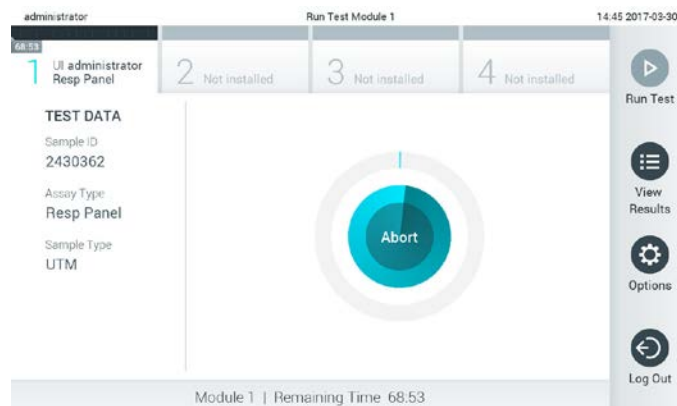 administrator
Run Test Module 1
14:45 2017-03-30
68:53
1 UI administrator
Resp Panel
2 Not installed
3 Not installed
4 Not installed
TEST DATA
Sample ID
2430362
Assay Type
Resp Panel
Sample Type
UTM
Abort
Run Test
View
Results
Options
Log Out
Module 1 | Remaining Time 68:53